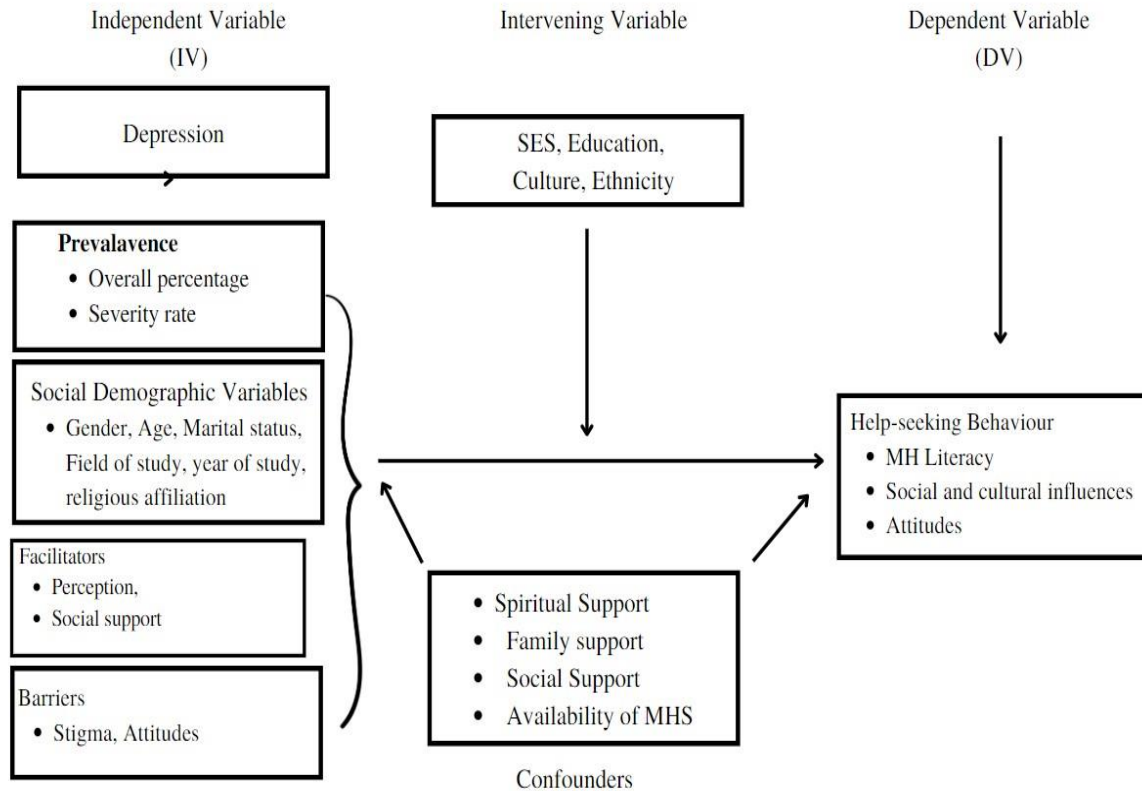 Independent Variable
(IV)
Intervening Variable
Dependent Variable
(DV)
Depression
SES, Education,
Culture, Ethnicity
Prevalavence
• Overall percentage
• Severity rate
Social Demographic Variables
• Gender, Age, Marital status,
Field of study, year of study,
religious affiliation
Facilitators
• Perception,
• Social support
Barriers
• Stigma, Attitudes
Help-seeking Behaviour
• MH Literacy
• Social and cultural influences
• Attitudes
• Spiritual Support
• Family support
• Social Support
• Availability of MHS
Confounders